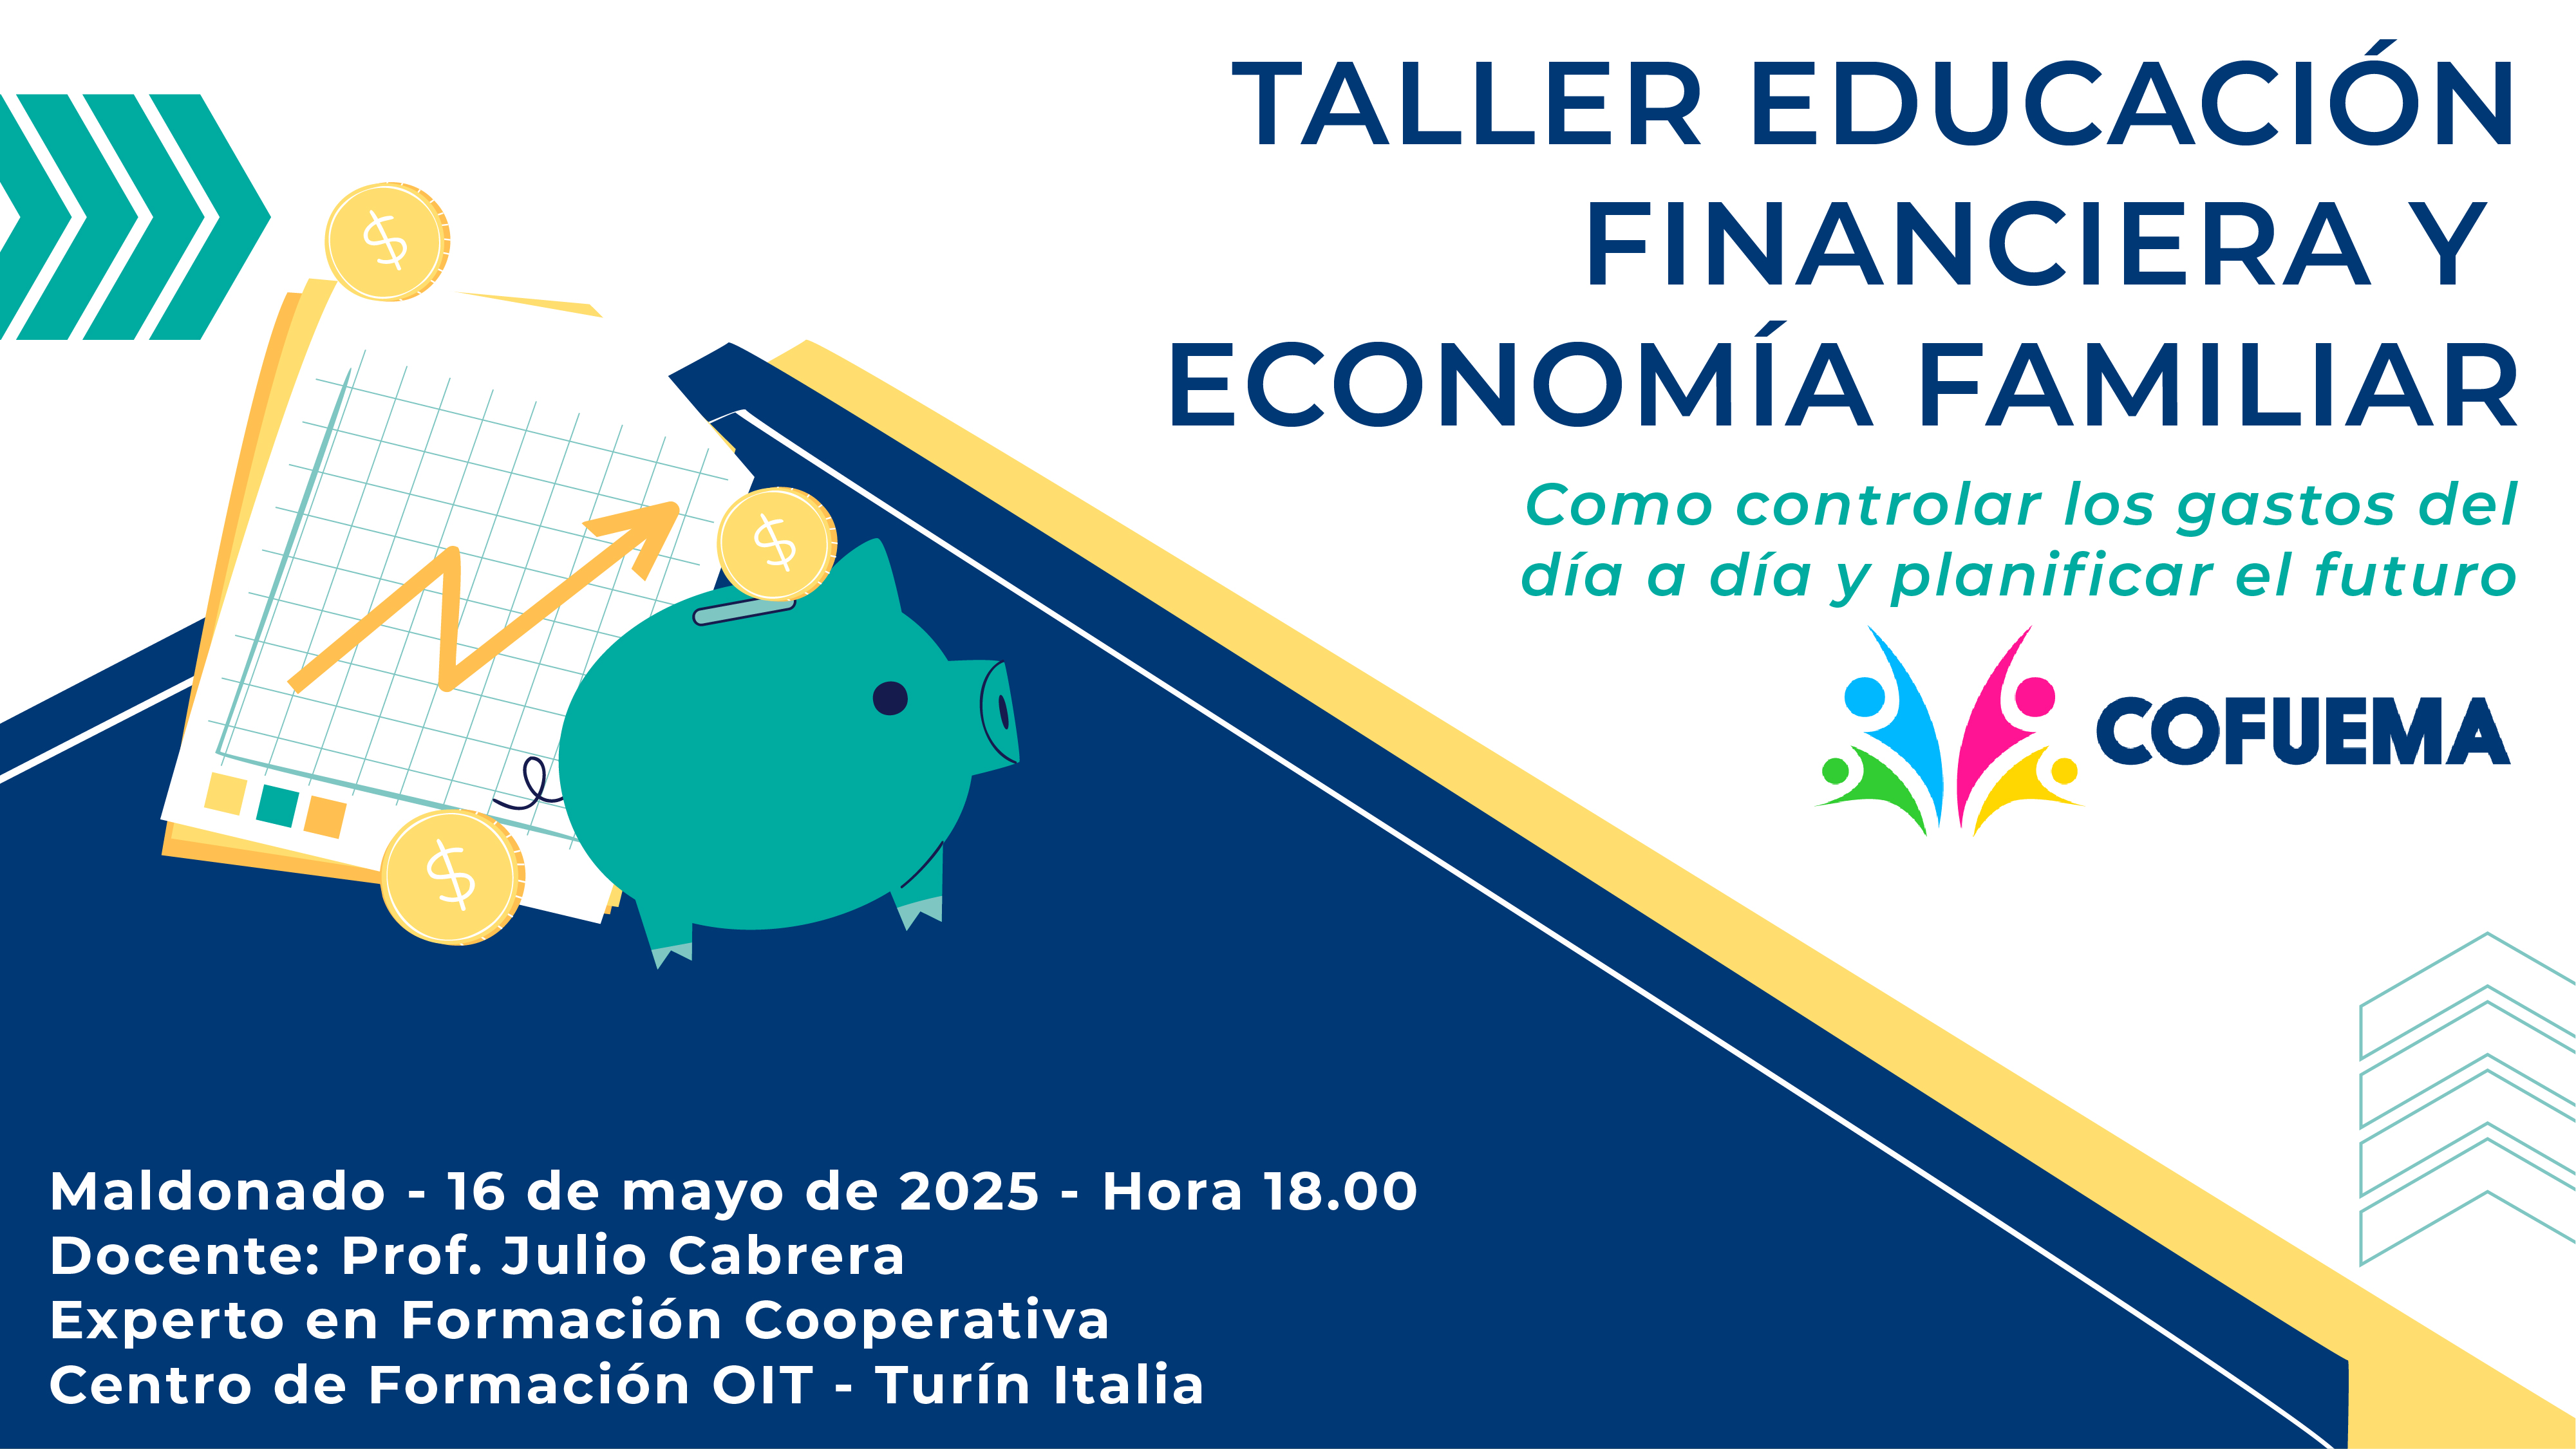 TALLER EDUCACIÓN
FINANCIERA Y
ECONOMÍA FAMILIAR
Como controlar los gastos del
día a día y planificar el futuro
COFUEMA
$
$
$
Maldonado - 16 de mayo de 2025 - Hora 18.00
Docente: Prof. Julio Cabrera
Experto en Formación Cooperativa
Centro de Formación OIT - Turín Italia